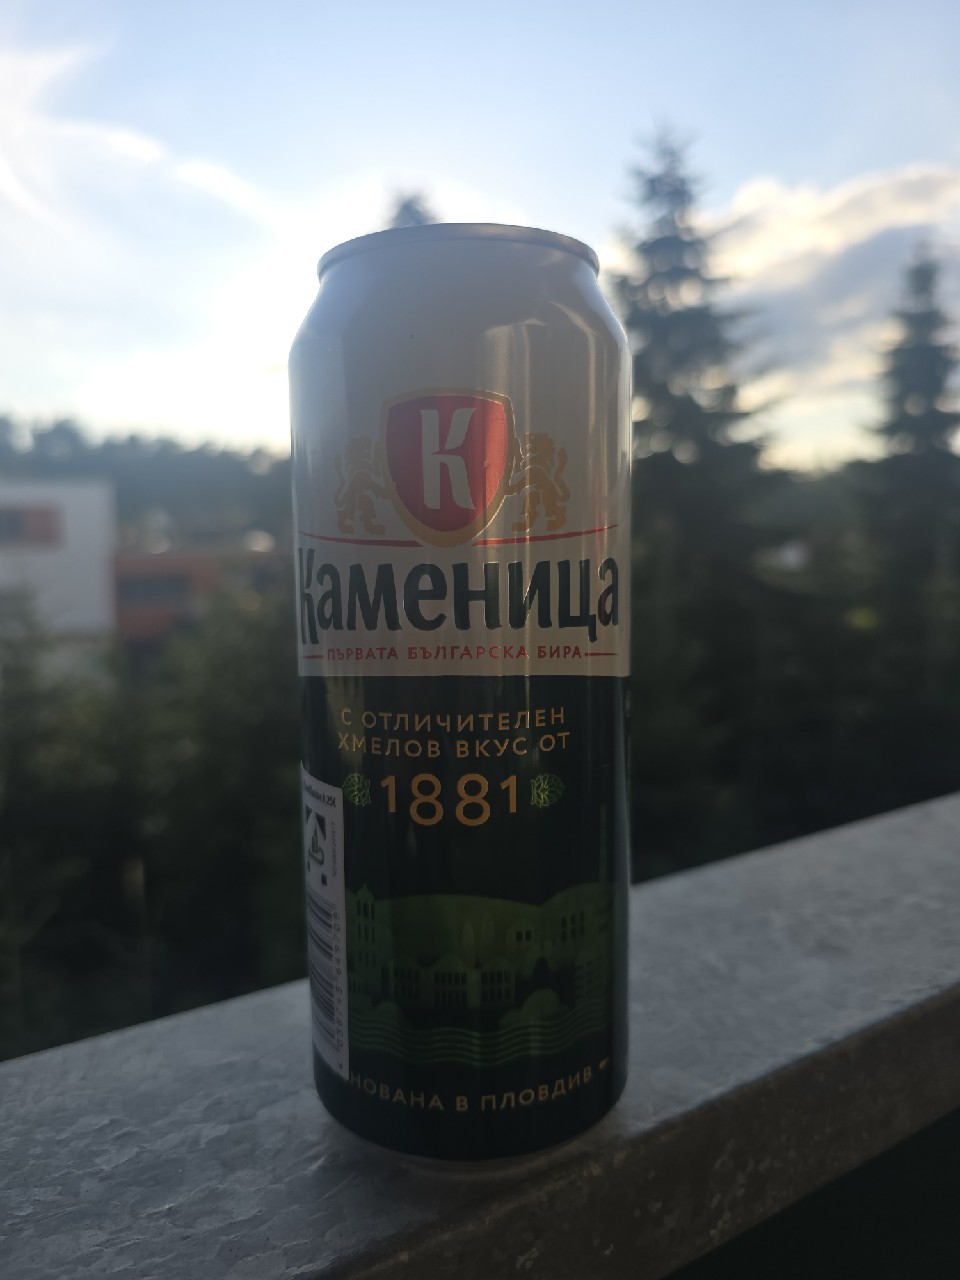 К
Каменица
ПЪРВАТА БЪЛГАРСКА БИРА
С ОТЛИЧИТЕЛЕН
ХМЕЛОВ ВКУС ОТ
1881
НОВАНА В ПЛОВДИВ